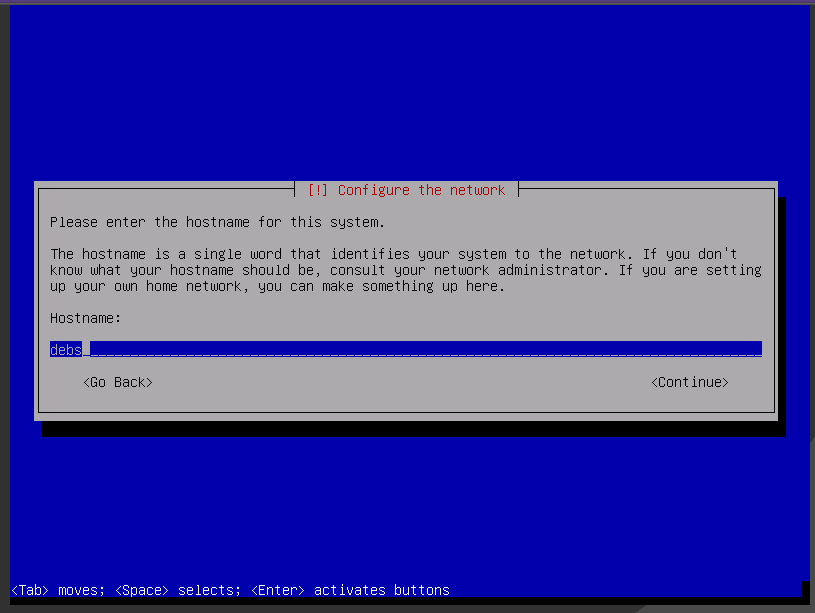 [!] Configure the network
Please enter the hostname for this system.
The hostname is a single word that identifies your system to the network. If you don't
know what your hostname should be, consult your network administrator. If you are setting
up your own home network, you can make something up here.
Hostname:
debs
<Go Back> <Continue>
<Tab> moves; <Space> selects; <Enter> activates buttons